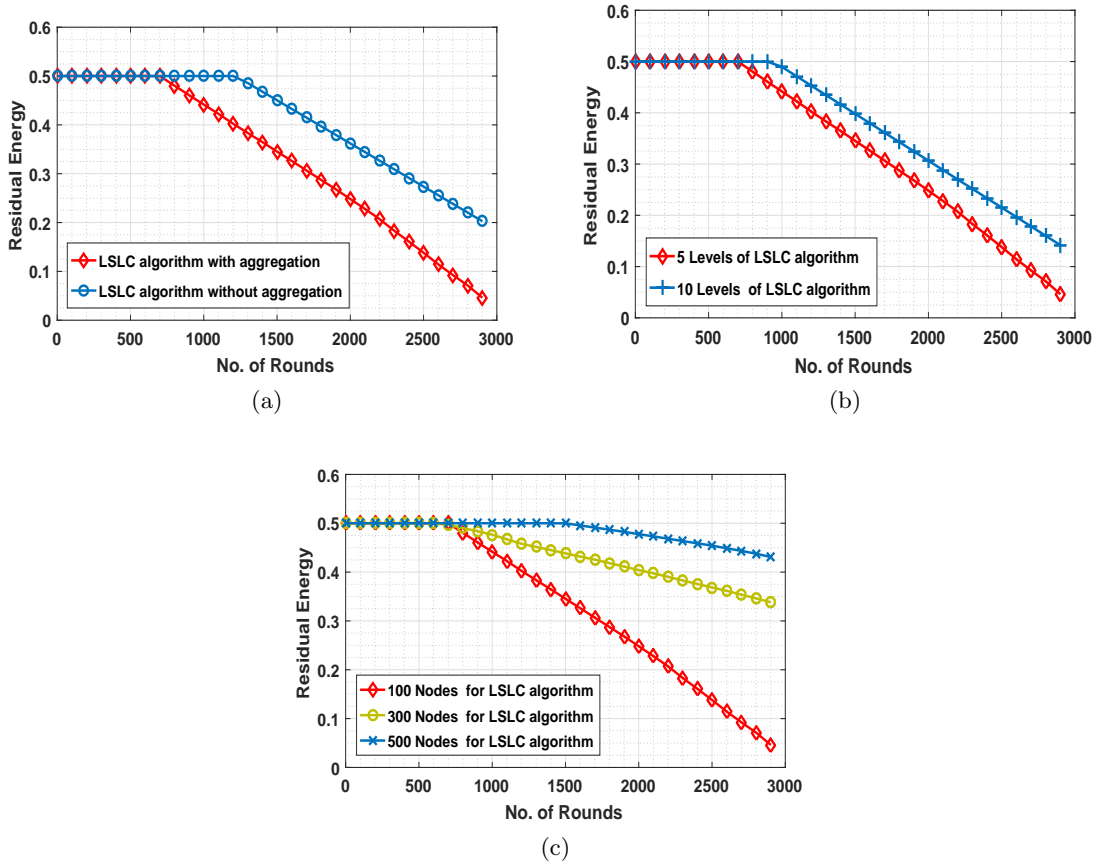 0.6
0.5
0.4
0.3
0.2
0.1
0
Residual Energy
LSLC algorithm with aggregation
LSLC algorithm without aggregation
0 500 1000 1500 2000 2500 3000
No. of Rounds
(a)
0.6
0.5
0.4
0.3
0.2
0.1
0
Residual Energy
5 Levels of LSLC algorithm
10 Levels of LSLC algorithm
0 500 1000 1500 2000 2500 3000
No. of Rounds
(b)
0.6
0.5
0.4
0.3
0.2
0.1
0
Residual Energy
100 Nodes for LSLC algorithm
300 Nodes for LSLC algorithm
500 Nodes for LSLC algorithm
0 500 1000 1500 2000 2500 3000
No. of Rounds
(c)